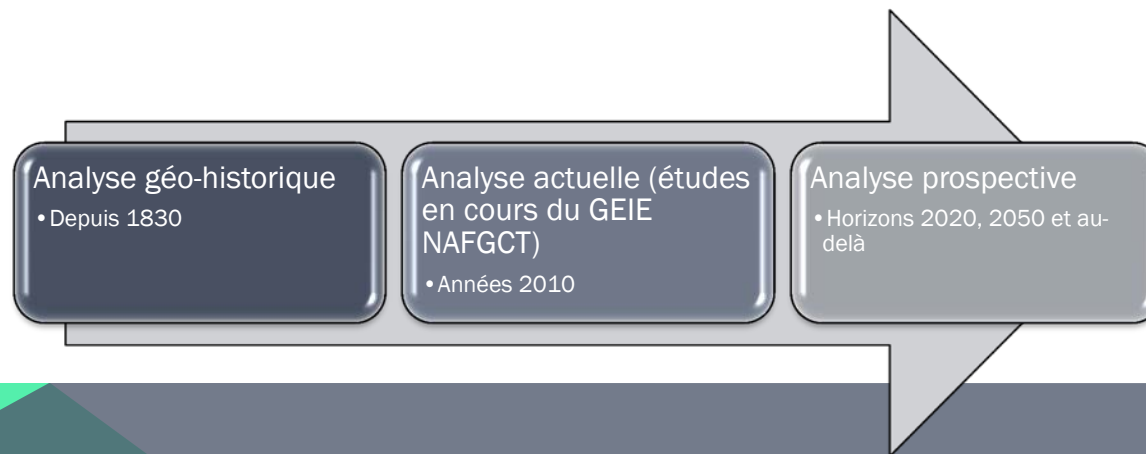 Analyse géo-historique
•Depuis 1830
Analyse actuelle (études
en cours du GEIE
NAFGCT)
•Années 2010
Analyse prospective
•Horizons 2020, 2050 et au-
delà